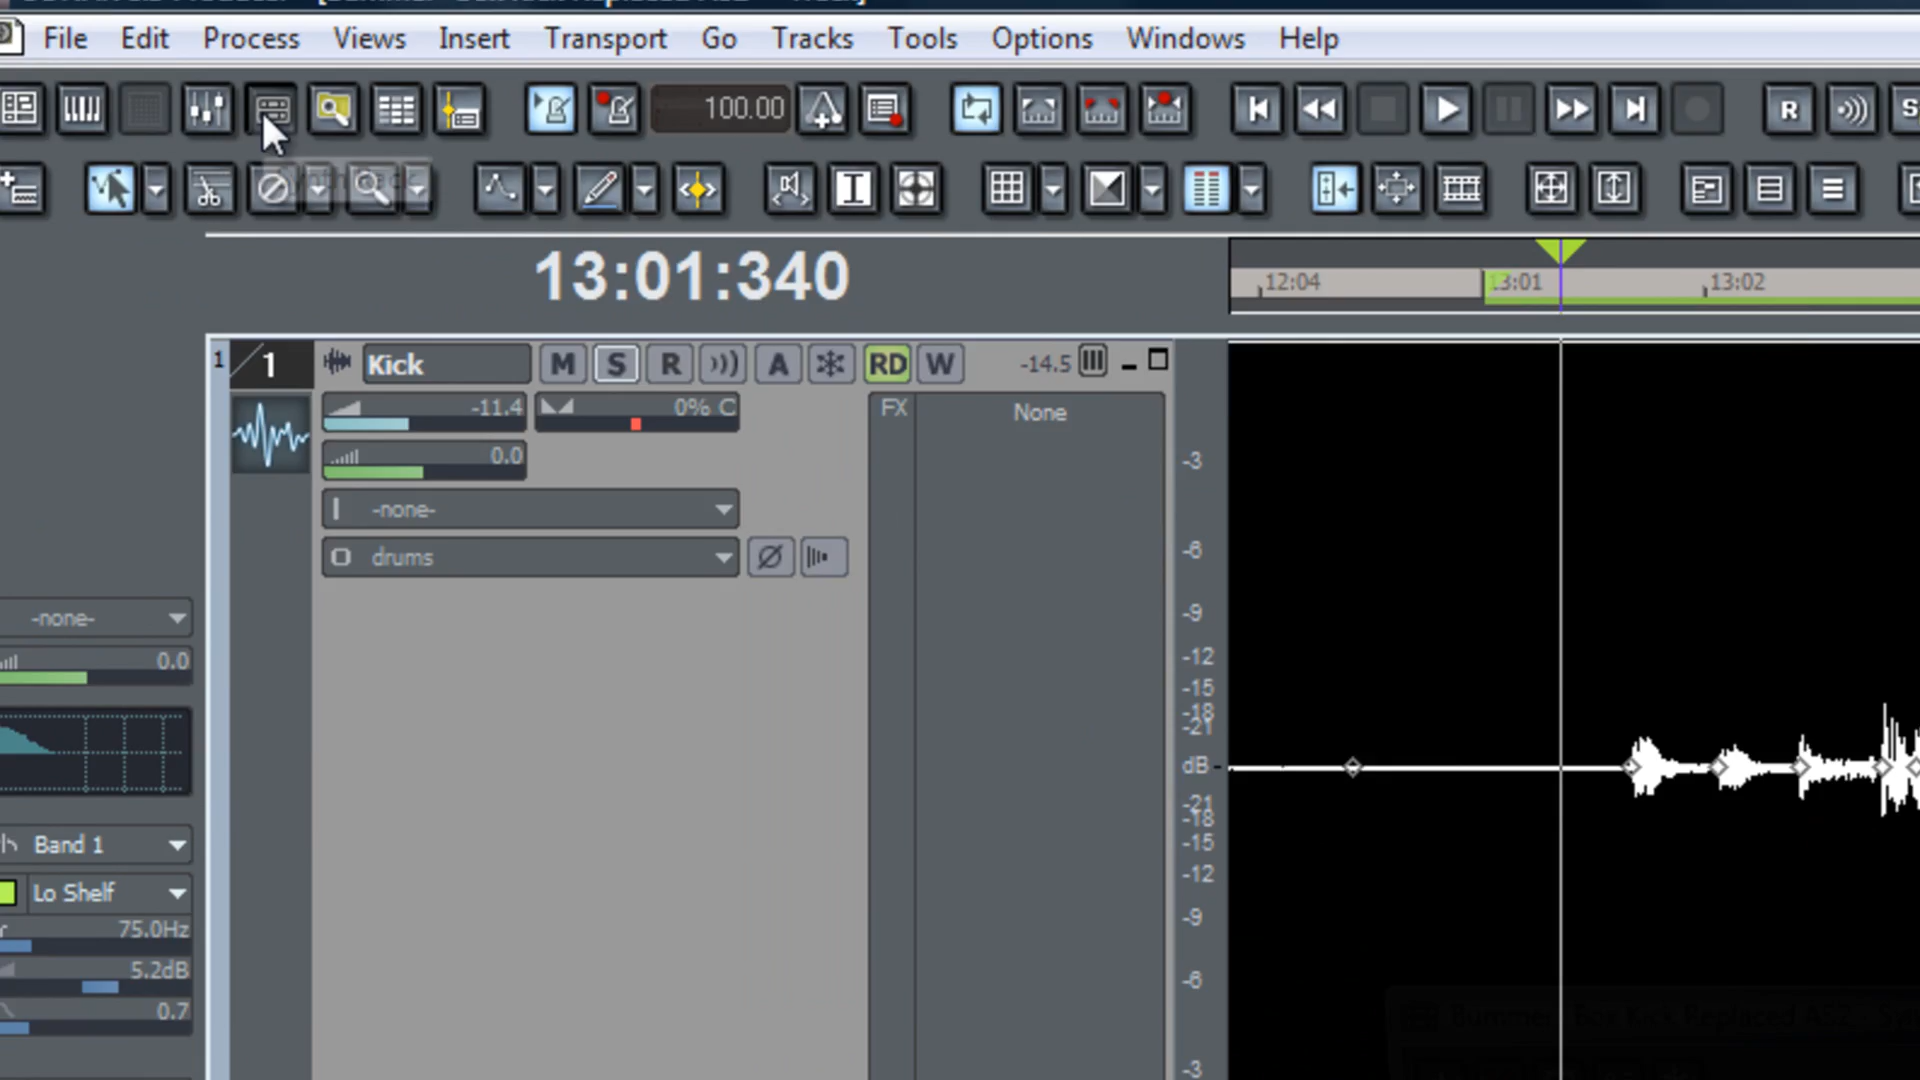 File Edit Process Views Insert Transport Go Tracks Tools Options Windows Help
100.00
R
S
13:01:340
12:04 13:01 13:02
1 1 Kick M S R A RD W -14.5
-11.4 0% C FX None
0.0
-none-
drums
-none-
0.0
Band 1
Lo Shelf
75.0Hz
5.2dB
0.7
-3
-6
-9
-12
-15
-18
-21
dB
-21
-18
-15
-12
-9
-6
-3